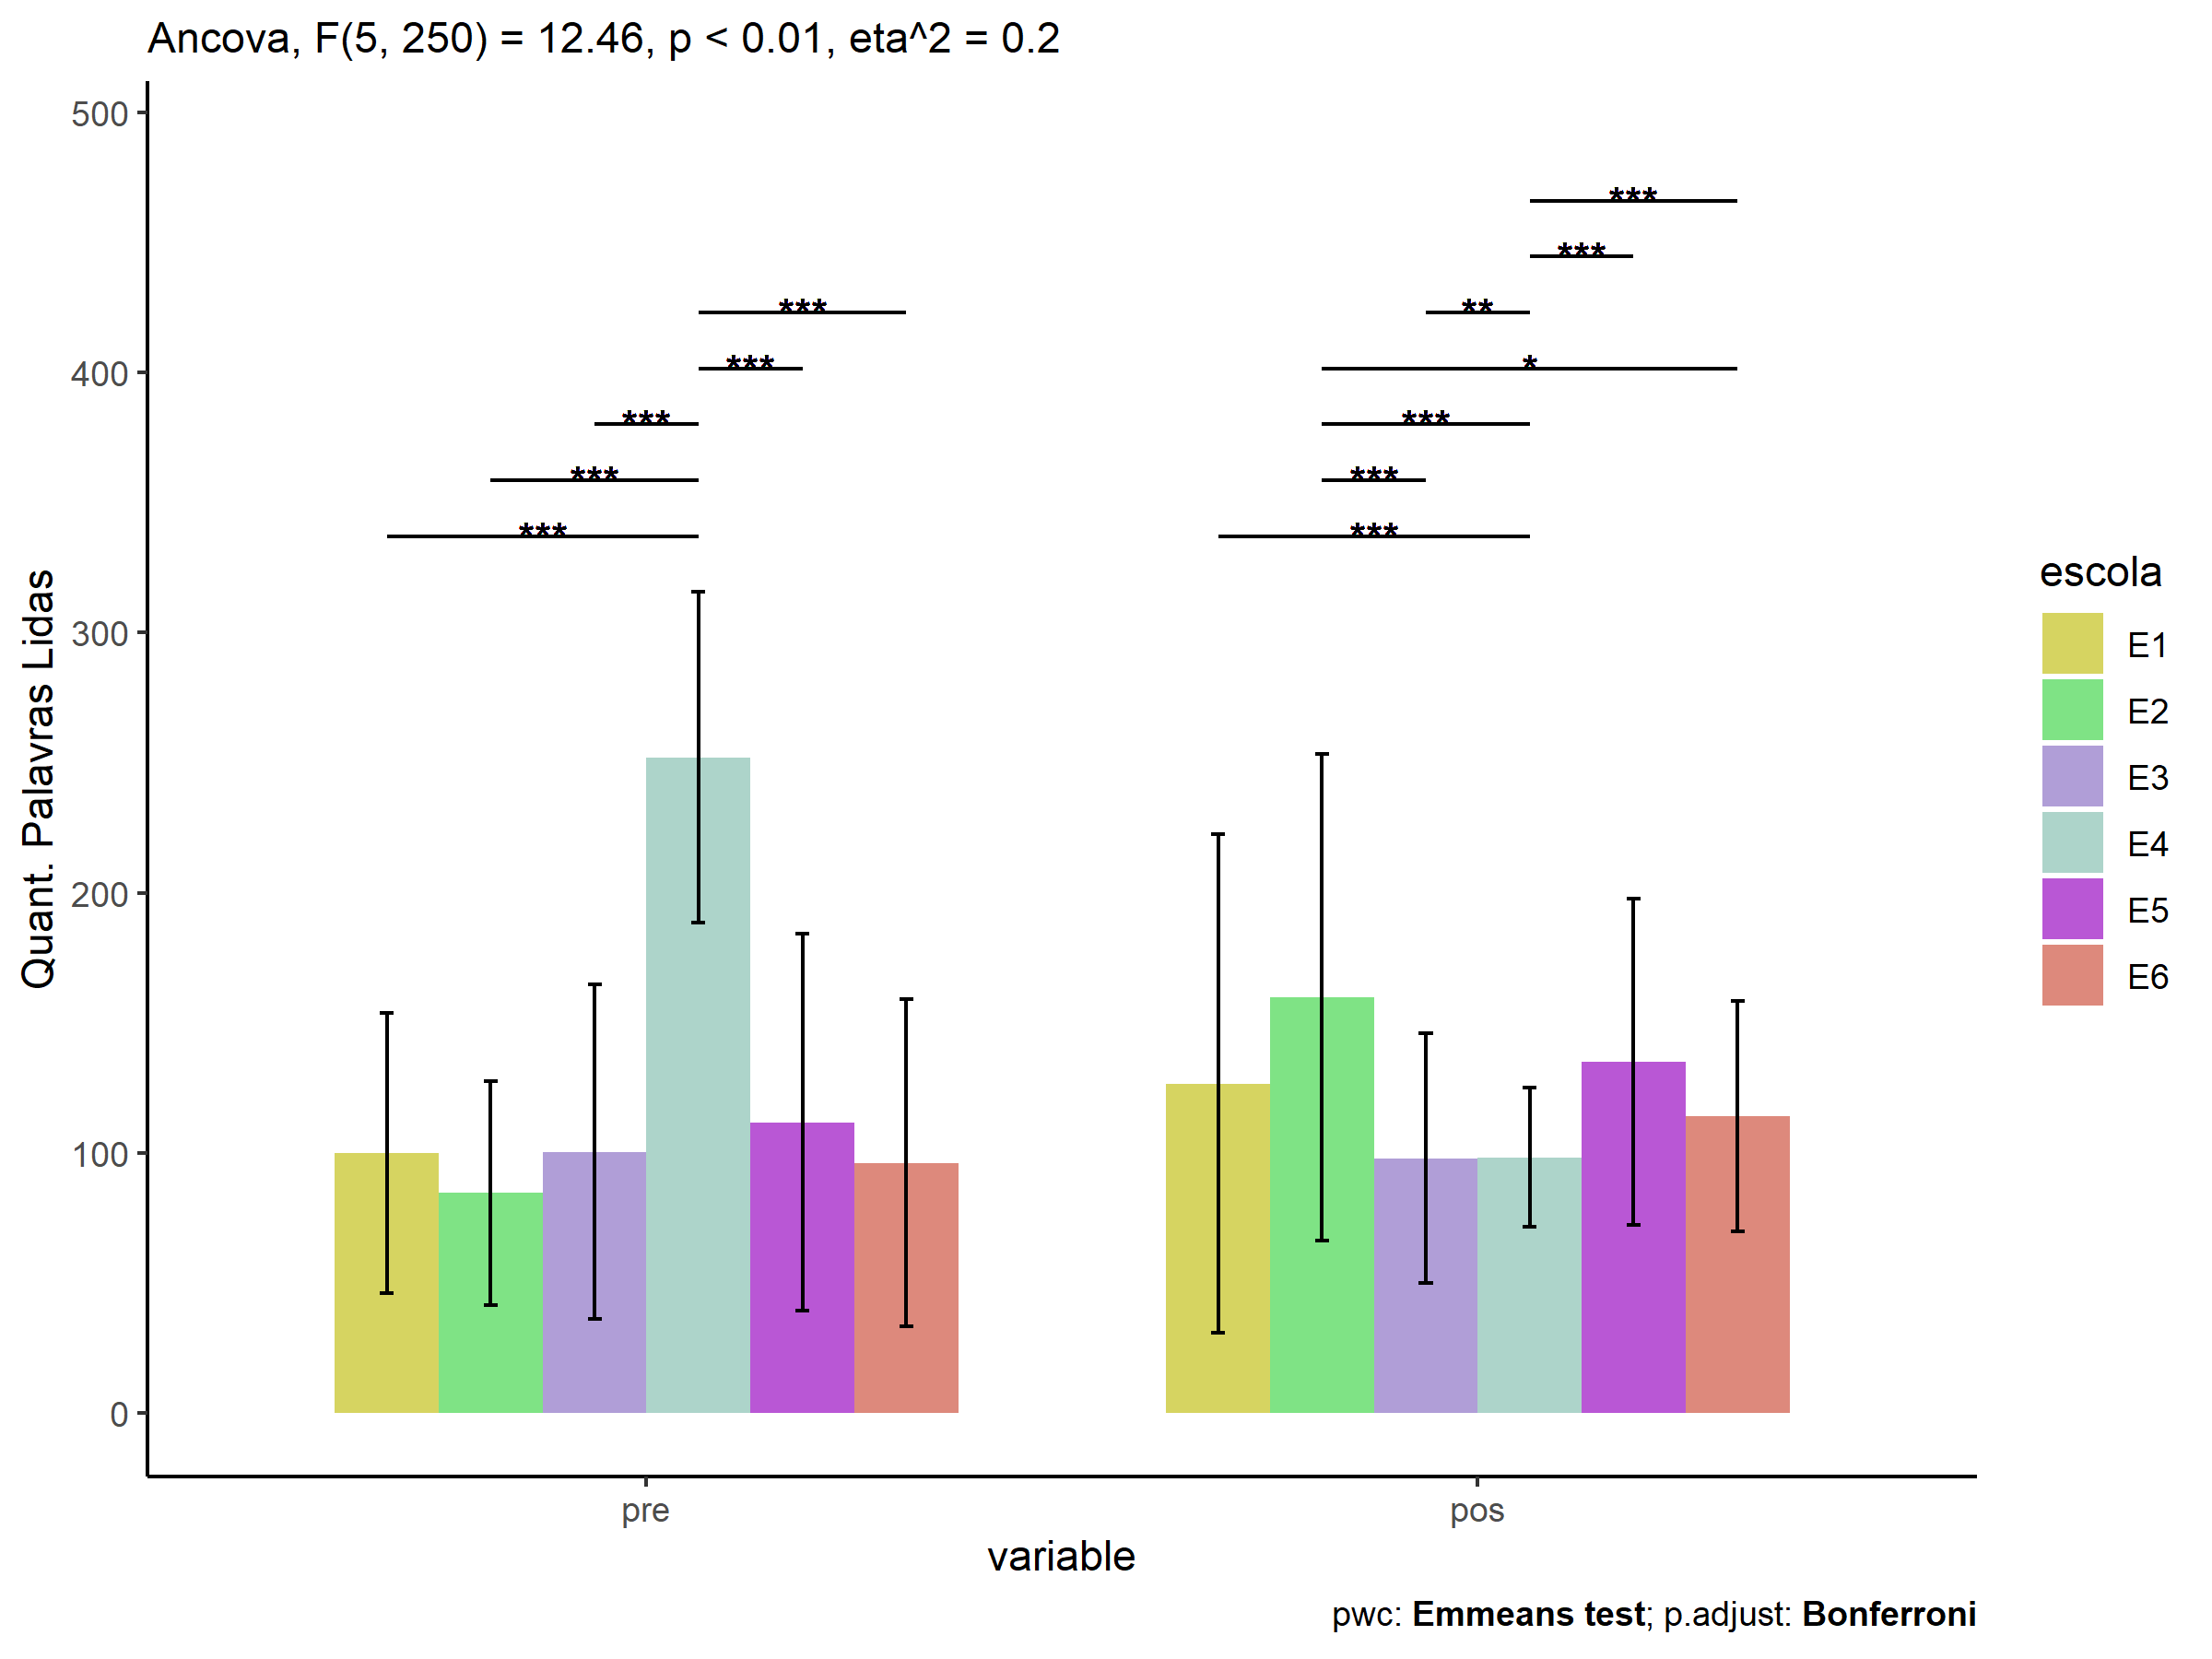 Ancova, F(5, 250) = 12.46, p < 0.01, eta^2 = 0.2
500
400
300
200
100
0
Quant. Palavras Lidas
***
***
***
***
***
***
***
**
*
***
***
***
pre
pos
variable
escola
E1
E2
E3
E4
E5
E6
pwc: Emmeans test; p.adjust: Bonferroni